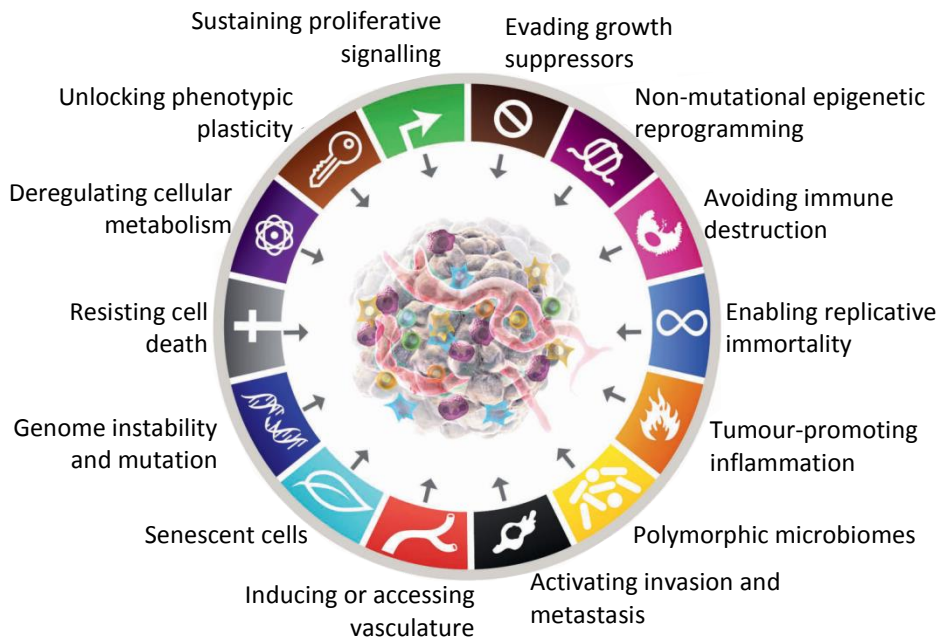 Sustaining proliferative
signalling
Evading growth
suppressors
Unlocking phenotypic
plasticity
Non-mutational epigenetic
reprogramming
Deregulating cellular
metabolism
Avoiding immune
destruction
Resisting cell
death
Enabling replicative
immortality
Genome instability
and mutation
Tumour-promoting
inflammation
Senescent cells
Polymorphic microbiomes
Inducing or accessing
vasculature
Activating invasion and
metastasis